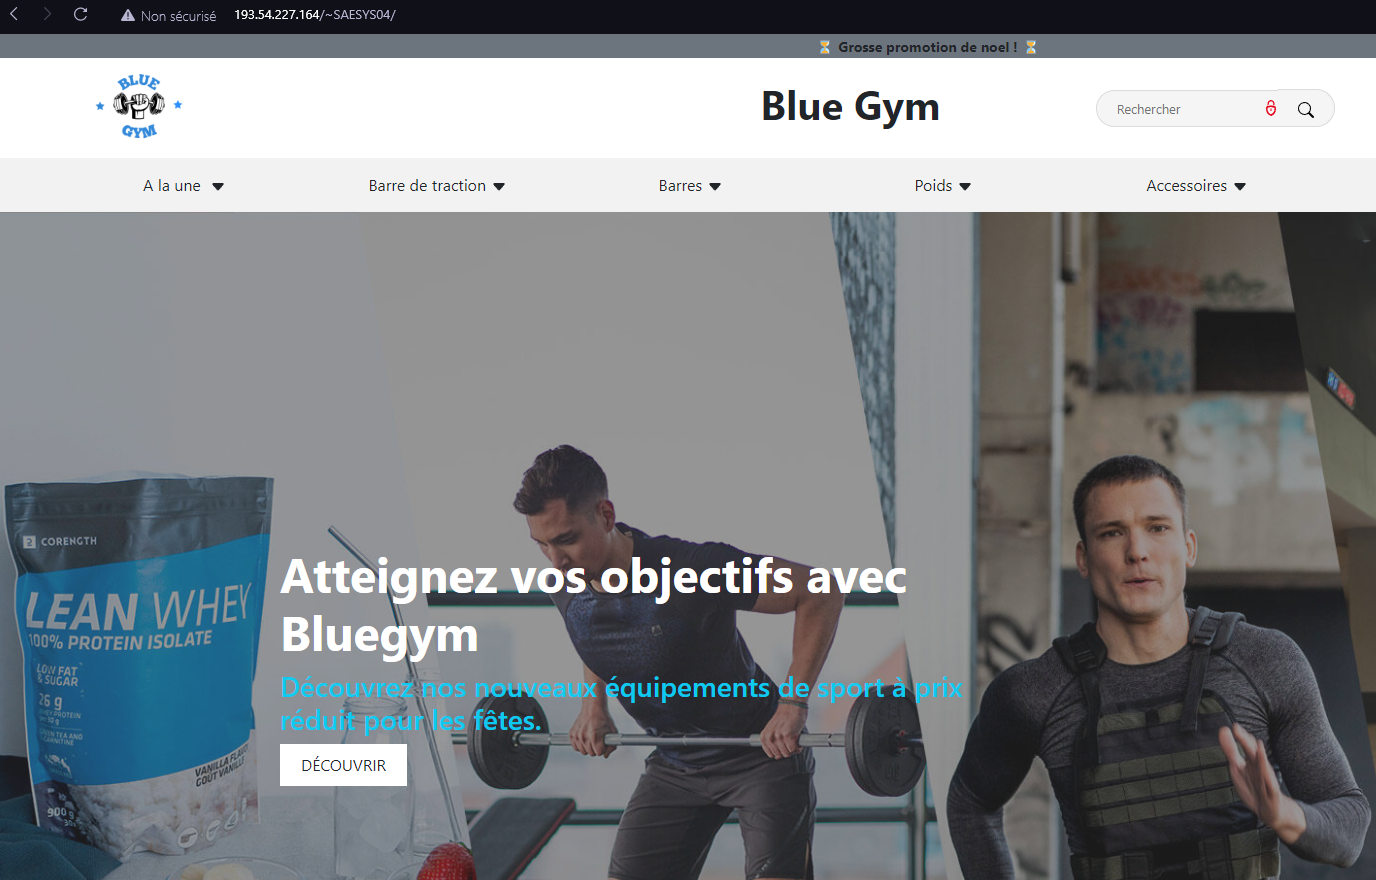 Non sécurisé 193.54.227.164/~SAESYS04/
⏳ Grosse promotion de noel ! ⏳
BLUE
GYM
Blue Gym
Rechercher
A la une
Barre de traction
Barres
Poids
Accessoires
CORENGTH
LEAN WHEY
100% PROTEIN ISOLATE
LOW FAT
& SUGAR
26 g
VANILLA FLAVOUR
GOÛT VANILLE
900 g
Atteignez vos objectifs avec
Bluegym
Découvrez nos nouveaux équipements de sport à prix
réduit pour les fêtes.
DÉCOUVRIR